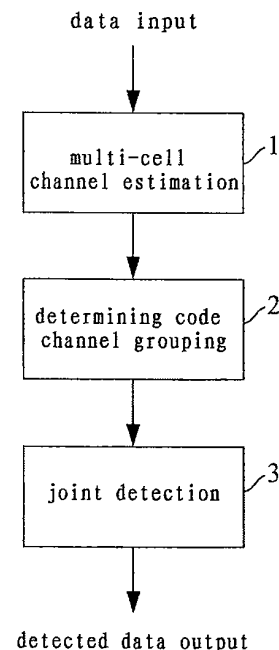 data input
multi-cell
channel estimation
1
determining code
channel grouping
2
joint detection
3
detected data output